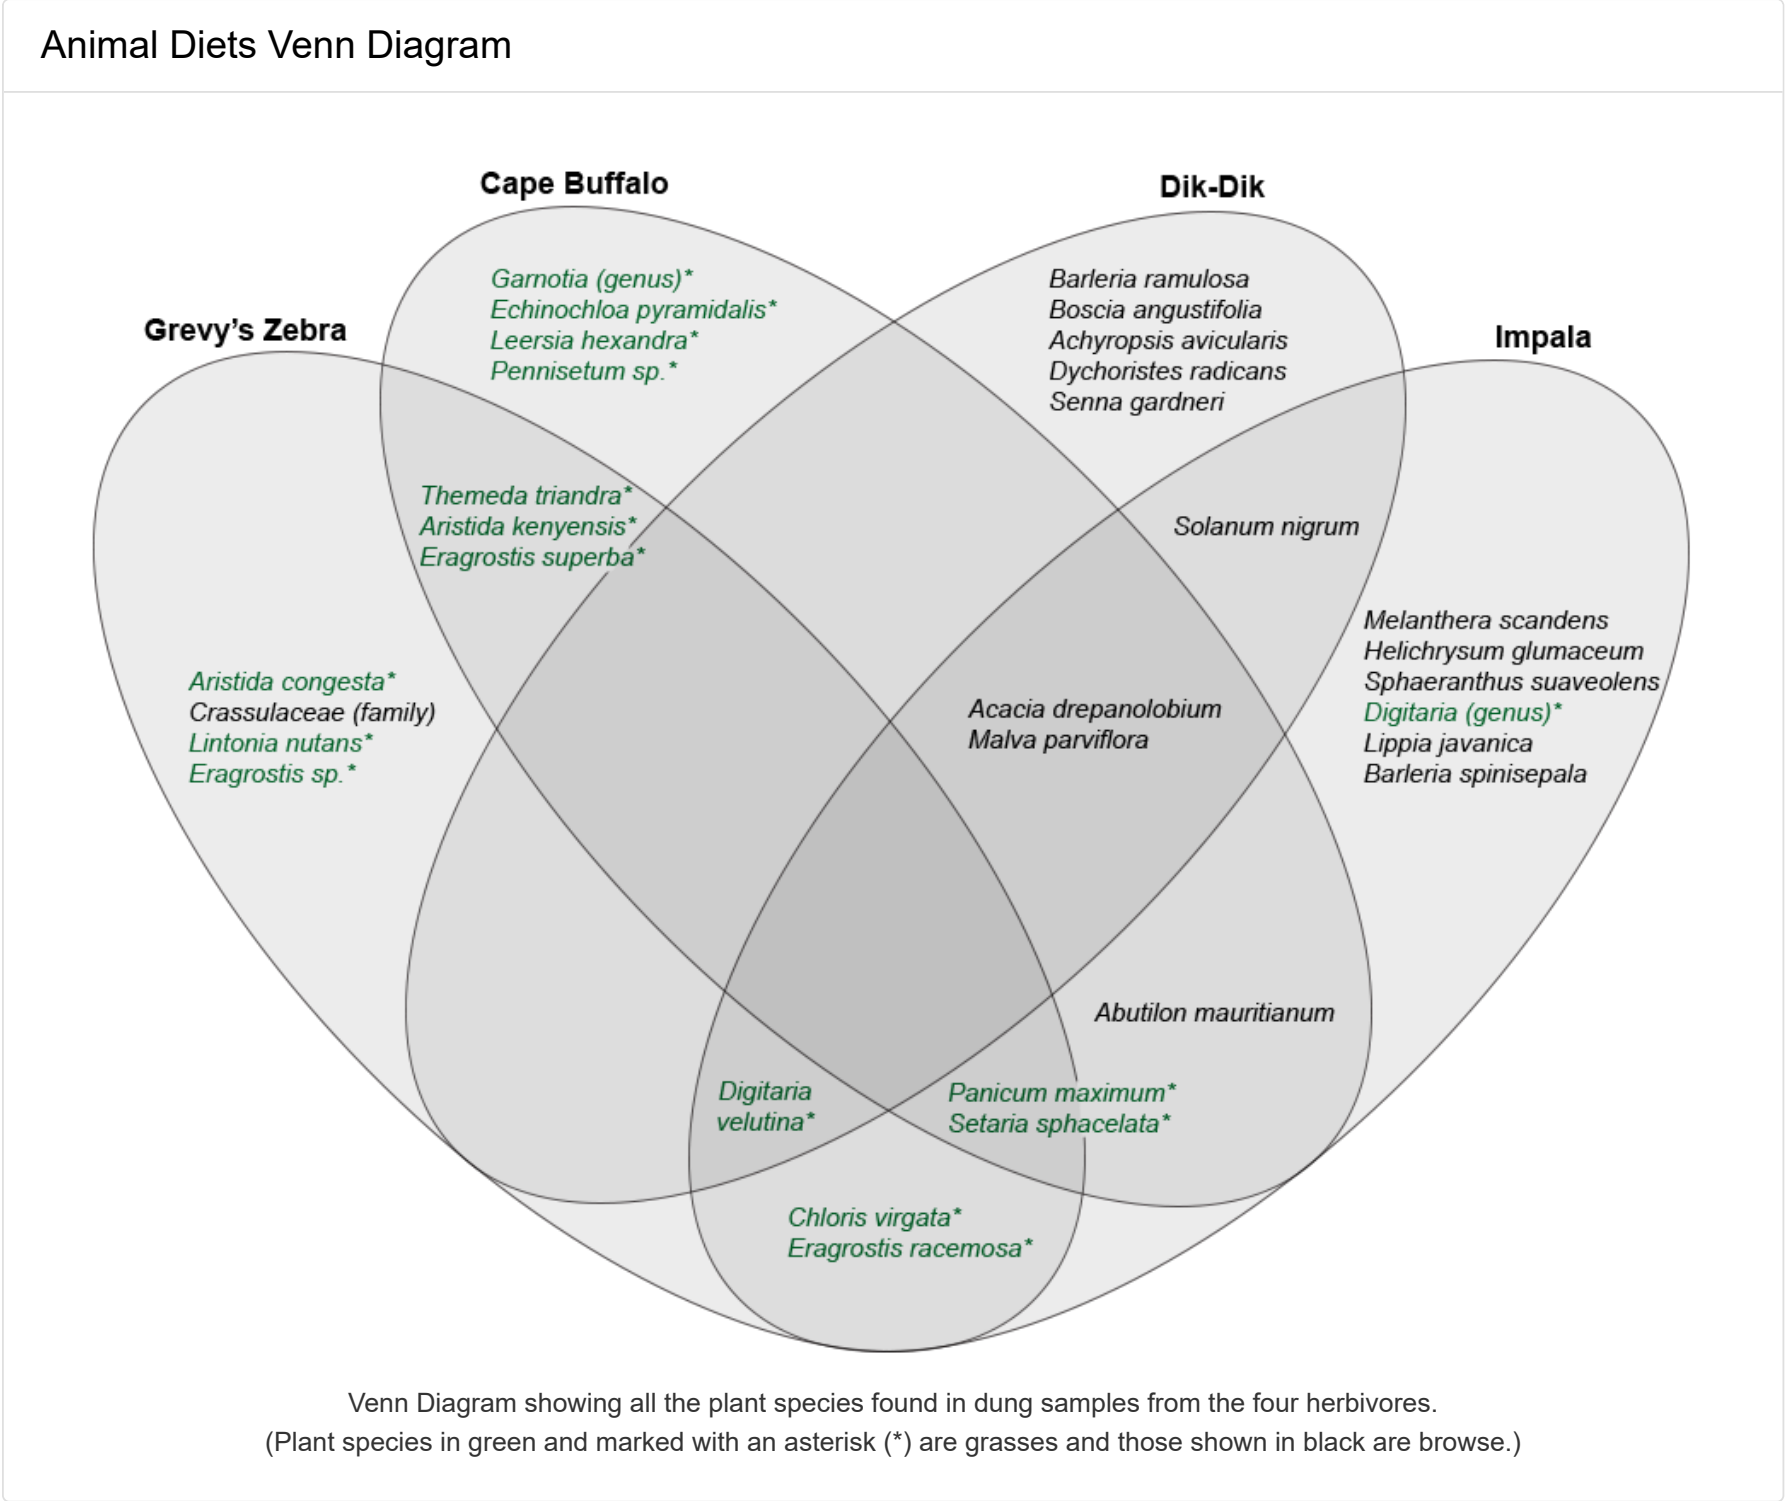 Animal Diets Venn Diagram
Cape Buffalo
Dik-Dik
Grevy's Zebra
Impala
Garnotia (genus)*
Echinochloa pyramidalis*
Leersia hexandra*
Pennisetum sp.*
Barleria ramulosa
Boscia angustifolia
Achyropsis avicularis
Dychoristes radicans
Senna gardneri
Themeda triandra*
Aristida kenyensis*
Eragrostis superba*
Solanum nigrum
Aristida congesta*
Crassulaceae (family)
Lintonia nutans*
Eragrostis sp.*
Acacia drepanolobium
Malva parviflora
Melanthera scandens
Helichrysum glumaceum
Sphaeranthus suaveolens
Digitaria (genus)*
Lippia javanica
Barleria spinisepala
Abutilon mauritianum
Digitaria
velutina*
Panicum maximum*
Setaria sphacelata*
Chloris virgata*
Eragrostis racemosa*
Venn Diagram showing all the plant species found in dung samples from the four herbivores.
(Plant species in green and marked with an asterisk (*) are grasses and those shown in black are browse.)